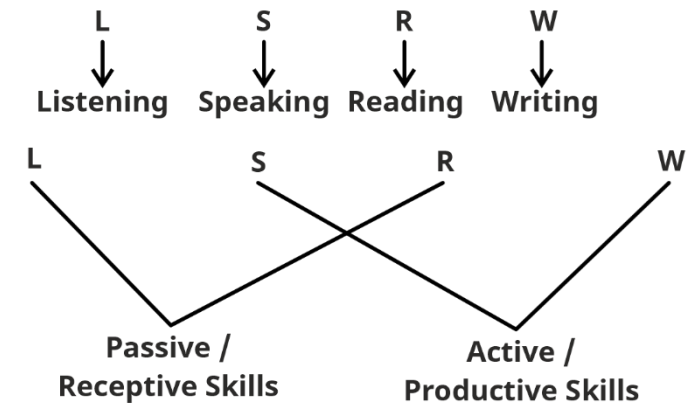 L S R W
Listening Speaking Reading Writing
L S R W
Passive / Active /
Receptive Skills Productive Skills